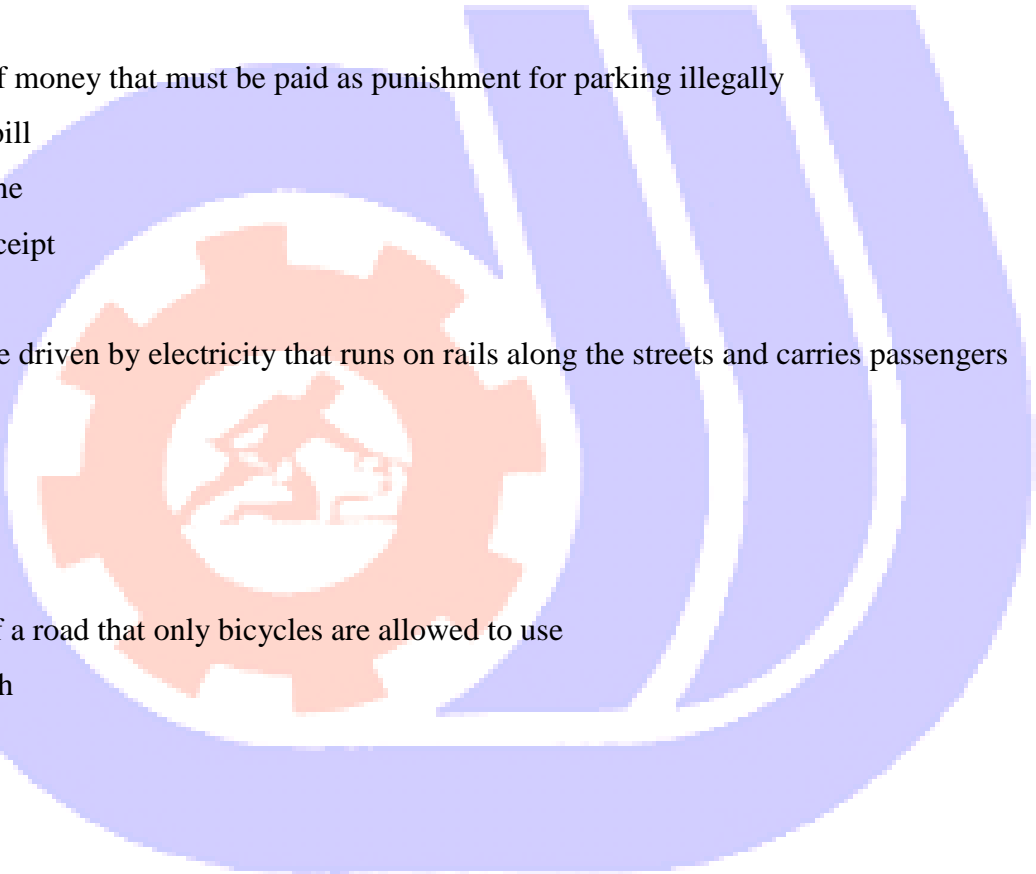 f money that must be paid as punishment for parking illegally
bill
ne
ceipt
e driven by electricity that runs on rails along the streets and carries passengers
f a road that only bicycles are allowed to use
h